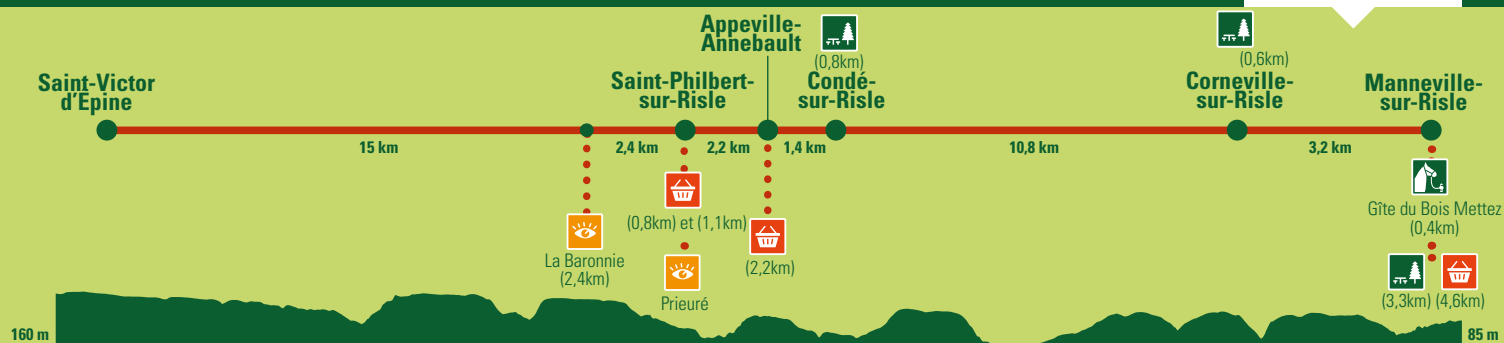 Appeville-
Annebault
(0,8km)
(0,6km)
Saint-Victor
d'Épine
Saint-Philbert-
sur-Risle
Condé-
sur-Risle
Corneville-
sur-Risle
Manneville-
sur-Risle
15 km
2,4 km
2,2 km
1,4 km
10,8 km
3,2 km
La Baronnie
(2,4km)
(0,8km) et (1,1km)
Prieuré
(2,2km)
Gîte du Bois Mettez
(0,4km)
(3,3km) (4,6km)
160 m
85 m